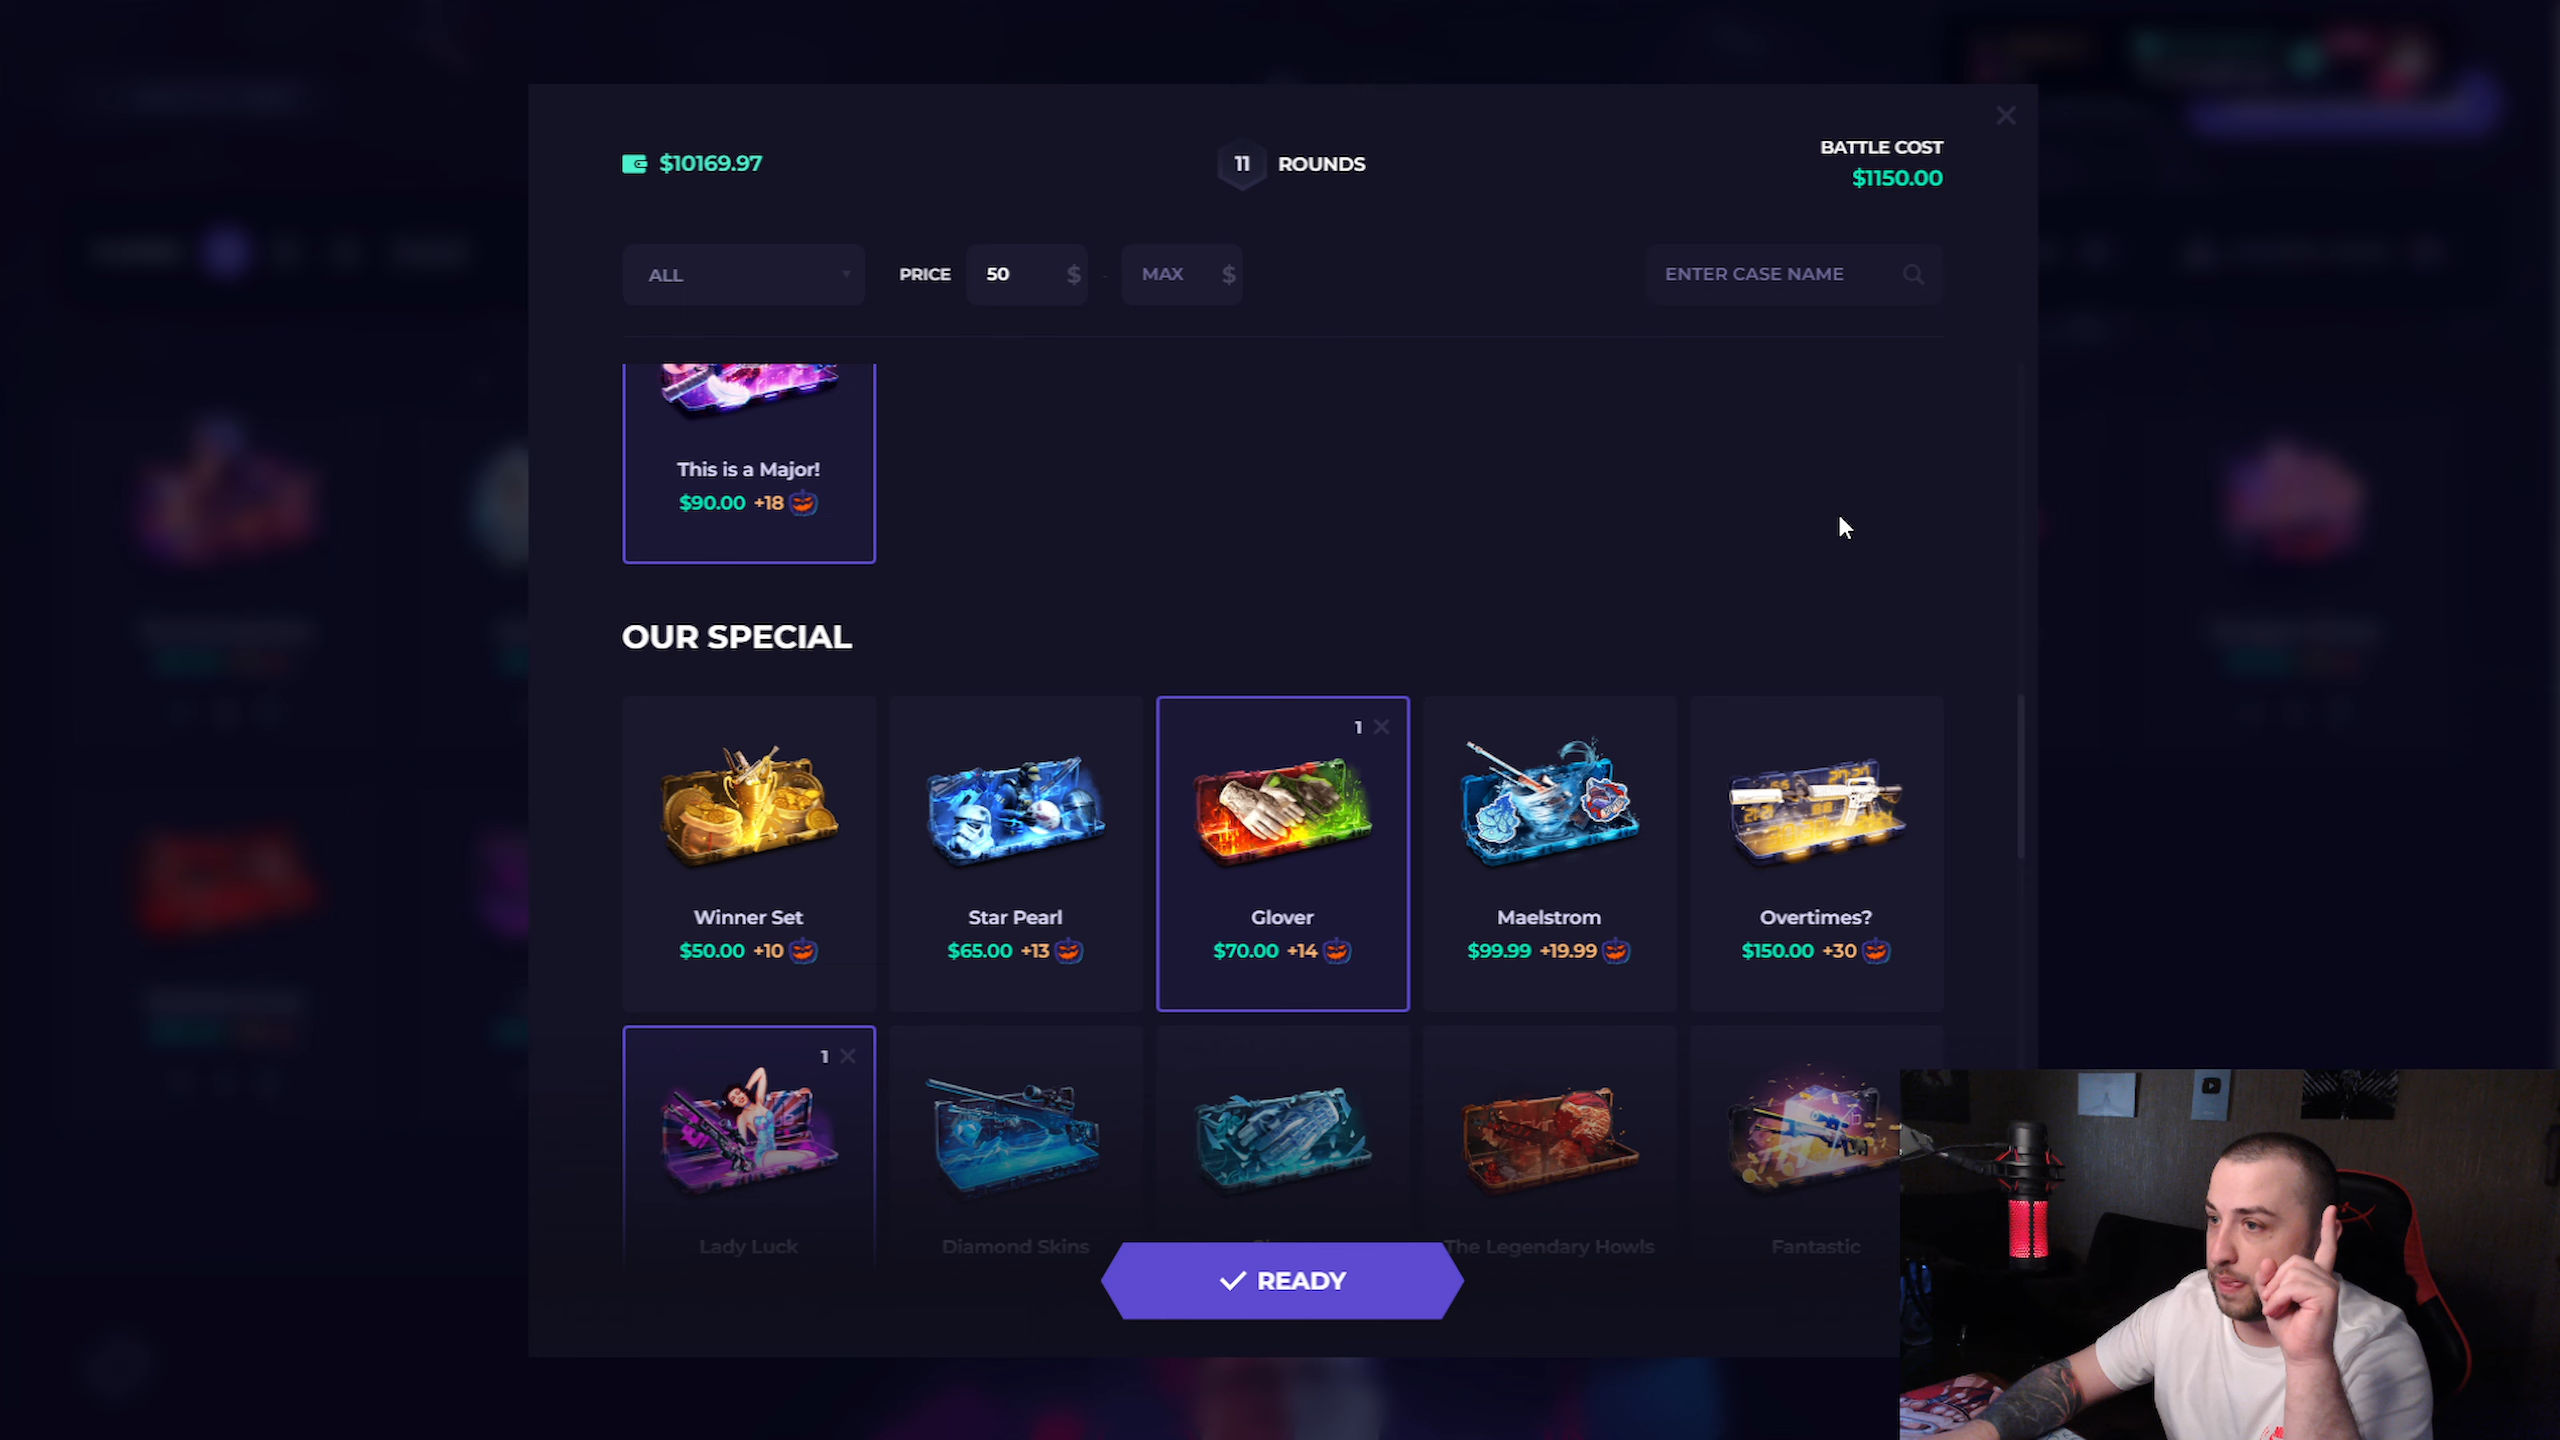 $10169.97
11 ROUNDS
BATTLE COST
$1150.00
ALL
PRICE 50 $ - MAX $
ENTER CASE NAME
This is a Major!
$90.00 +18
OUR SPECIAL
1
Winner Set
$50.00 +10
Star Pearl
$65.00 +13
Glover
$70.00 +14
Maelstrom
$99.99 +19.99
Overtimes?
$150.00 +30
1
Lady Luck
Diamond Skins
The Legendary Howls
Fantastic
READY